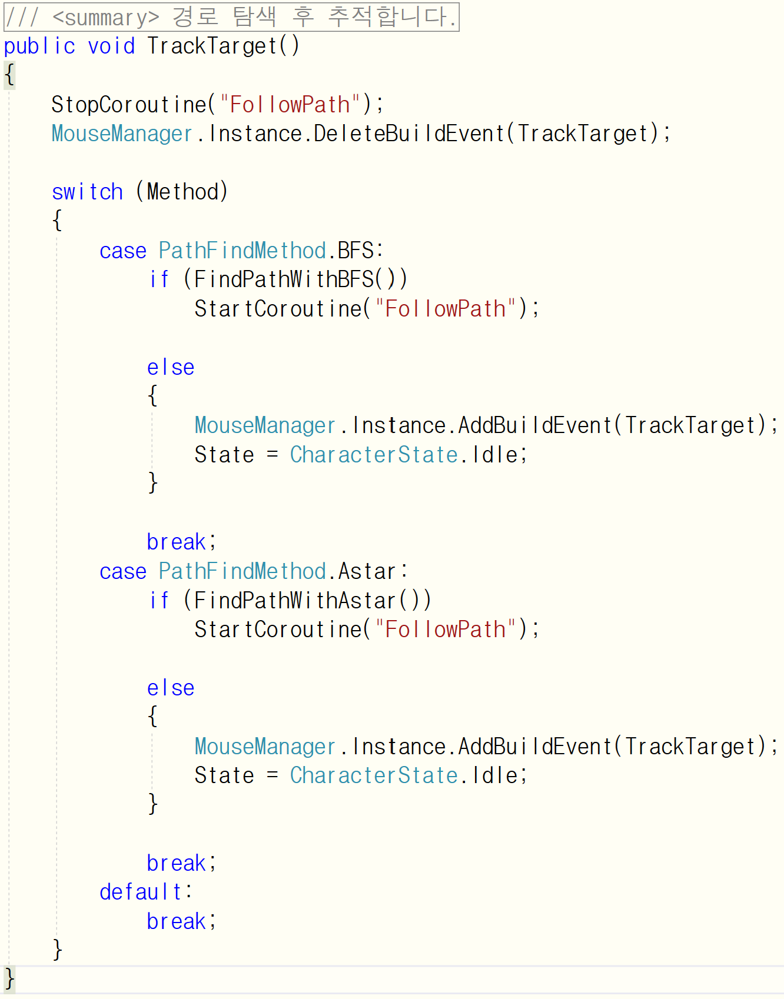 /// <summary> 경로 탐색 후 추적합니다.
public void TrackTarget()
{
    StopCoroutine("FollowPath");
    MouseManager.Instance.DeleteBuildEvent(TrackTarget);

    switch (Method)
    {
        case PathFindMethod.BFS:
            if (FindPathWithBFS())
                StartCoroutine("FollowPath");

            else
            {
                MouseManager.Instance.AddBuildEvent(TrackTarget);
                State = CharacterState.Idle;
            }

            break;
        case PathFindMethod.Astar:
            if (FindPathWithAstar())
                StartCoroutine("FollowPath");

            else
            {
                MouseManager.Instance.AddBuildEvent(TrackTarget);
                State = CharacterState.Idle;
            }

            break;
        default:
            break;
    }
}